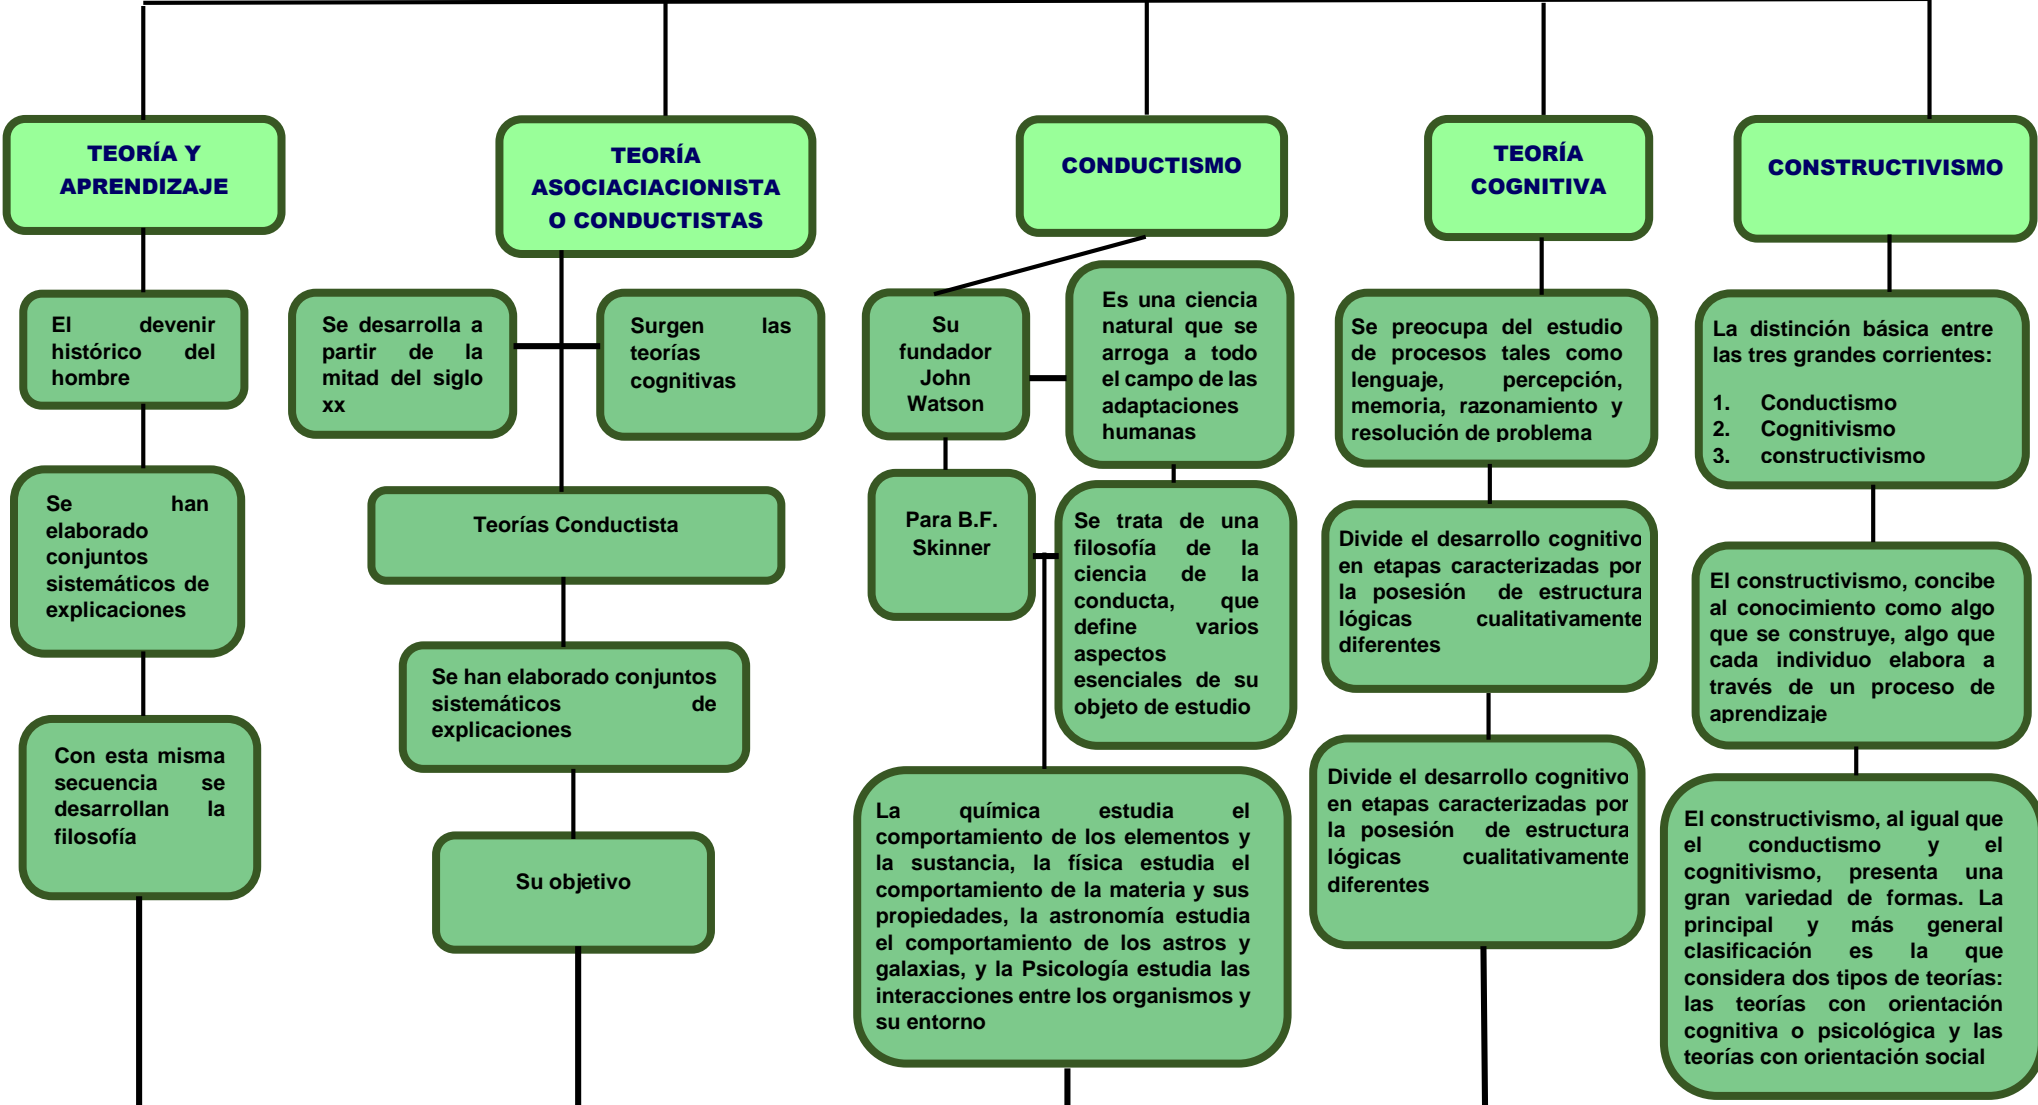 TEORÍA Y
APRENDIZAJE
El devenir
histórico del
hombre
Se han
elaborado
conjuntos
sistemáticos de
explicaciones
Con esta misma
secuencia se
desarrollan la
filosofía
TEORÍA
ASOCIACIACIONISTA
O CONDUCTISTAS
Se desarrolla a
partir de la
mitad del siglo
xx
Surgen las
teorías
cognitivas
Teorías Conductista
Se han elaborado conjuntos
sistemáticos de
explicaciones
Su objetivo
CONDUCTISMO
Su
fundador
John
Watson
Es una ciencia
natural que se
arroga a todo
el campo de las
adaptaciones
humanas
Para B.F.
Skinner
Se trata de una
filosofía de la
ciencia de la
conducta, que
define varios
aspectos
esenciales de su
objeto de estudio
La química estudia el
comportamiento de los elementos y
la sustancia, la física estudia el
comportamiento de la materia y sus
propiedades, la astronomía estudia
el comportamiento de los astros y
galaxias, y la Psicología estudia las
interacciones entre los organismos y
su entorno
TEORÍA
COGNITIVA
Se preocupa del estudio
de procesos tales como
lenguaje, percepción,
memoria, razonamiento y
resolución de problema
Divide el desarrollo cognitivo
en etapas caracterizadas por
la posesión de estructura
lógicas cualitativamente
diferentes
Divide el desarrollo cognitivo
en etapas caracterizadas por
la posesión de estructura
lógicas cualitativamente
diferentes
CONSTRUCTIVISMO
La distinción básica entre
las tres grandes corrientes:
1. Conductismo
2. Cognitivismo
3. constructivismo
El constructivismo, concibe
al conocimiento como algo
que se construye, algo que
cada individuo elabora a
través de un proceso de
aprendizaje
El constructivismo, al igual que
el conductismo y el
cognitivismo, presenta una
gran variedad de formas. La
principal y más general
clasificación es la que
considera dos tipos de teorías:
las teorías con orientación
cognitiva o psicológica y las
teorías con orientación social